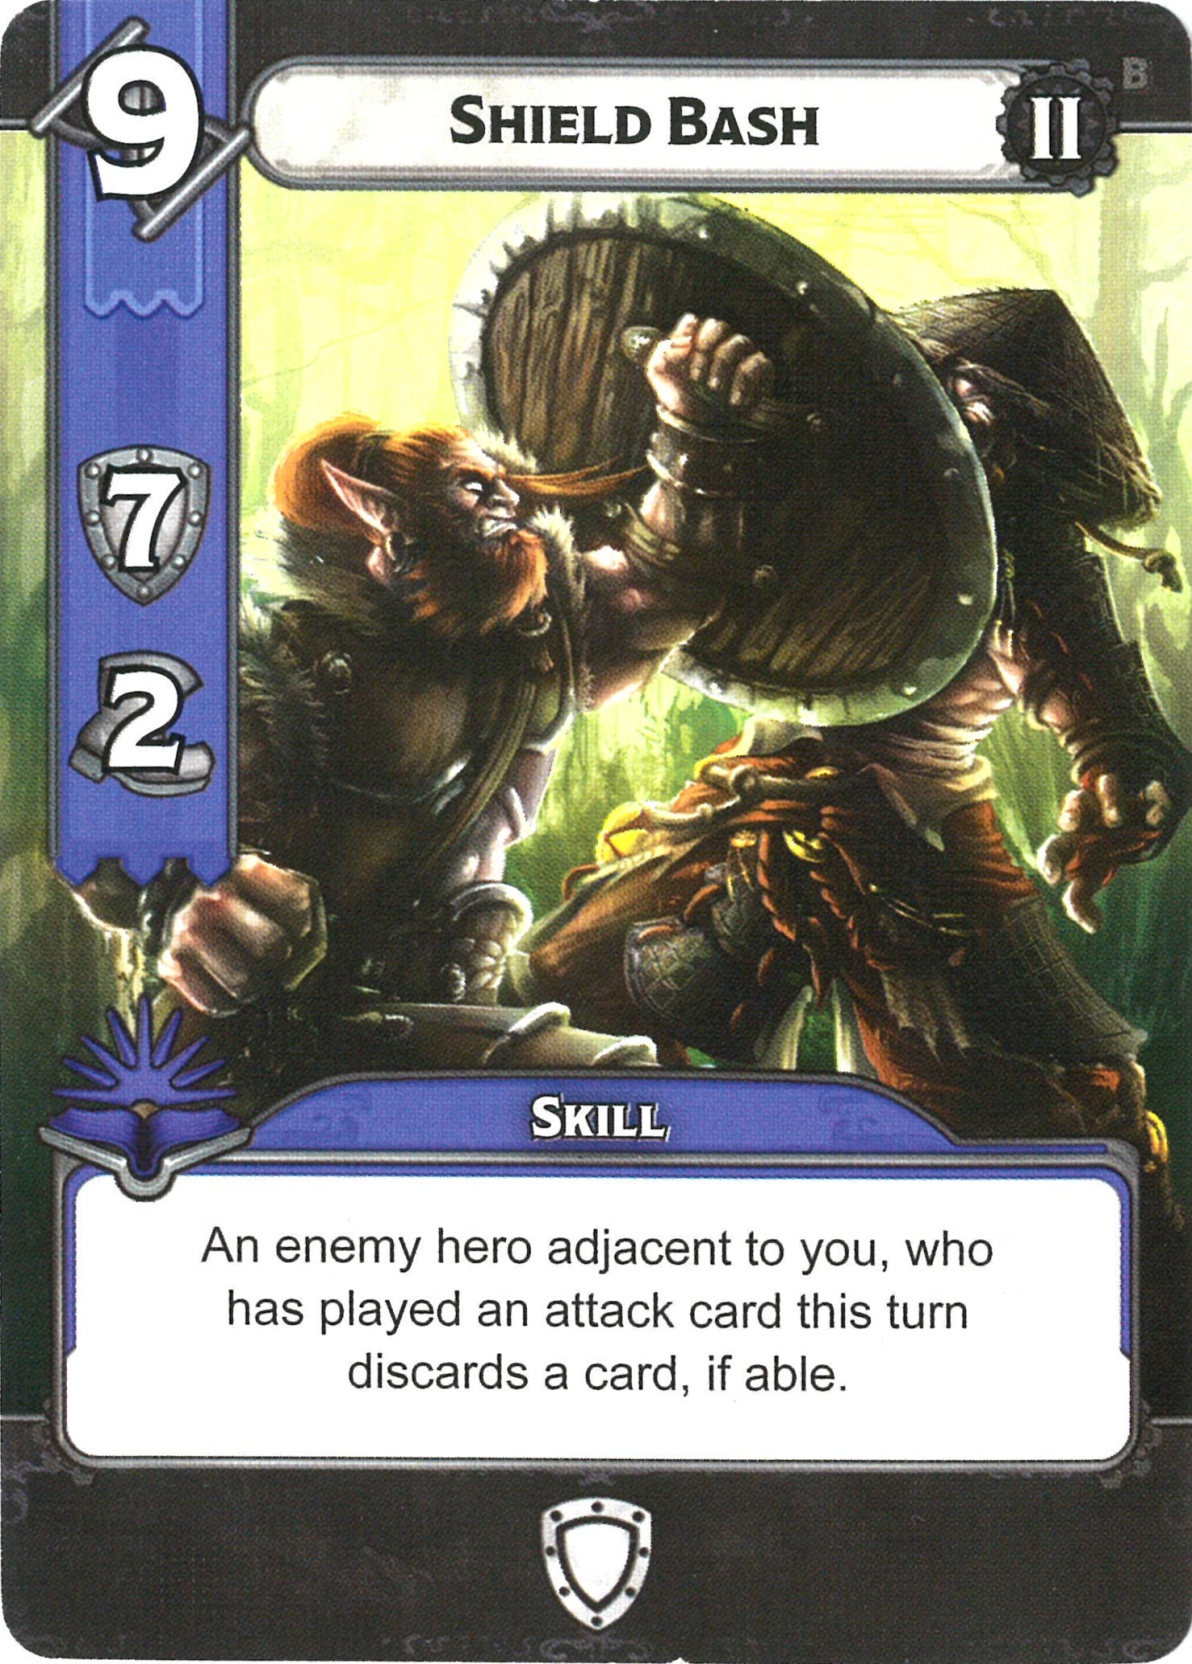 9
SHIELD BASH
II
B
7
2
SKILL
An enemy hero adjacent to you, who
has played an attack card this turn
discards a card, if able.